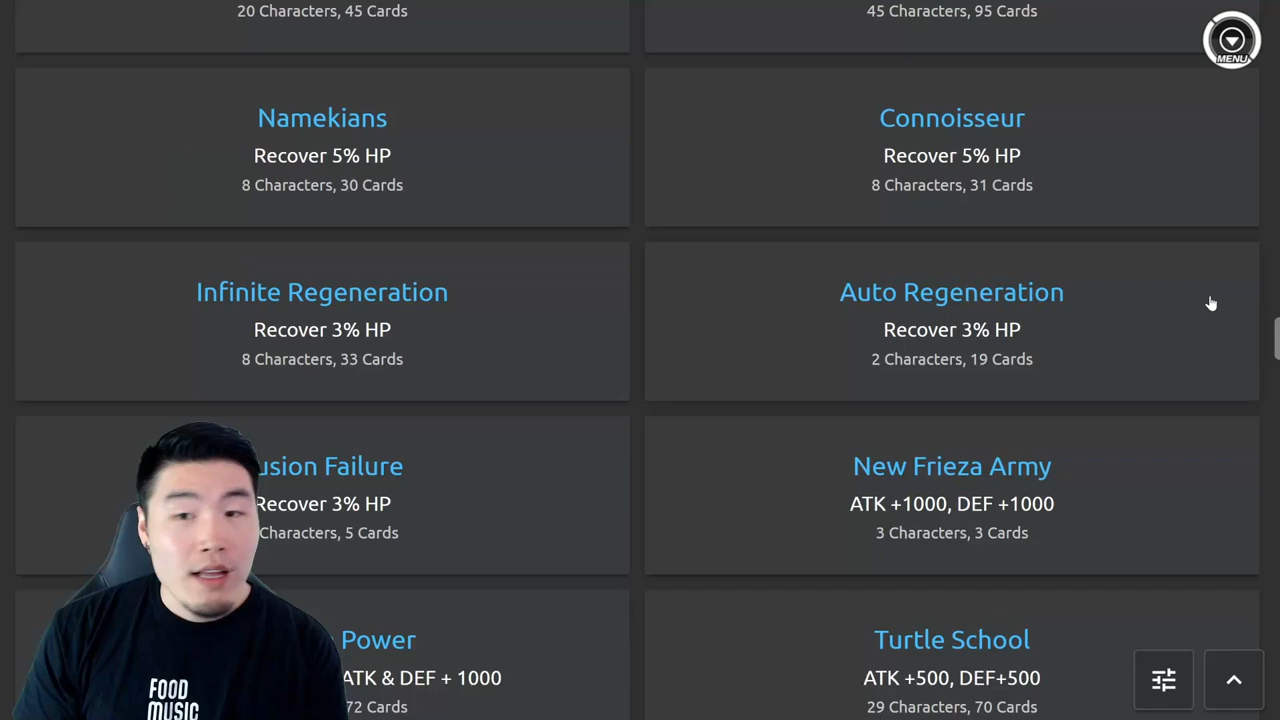 20 Characters, 45 Cards
45 Characters, 95 Cards
MENU
Namekians
Recover 5% HP
8 Characters, 30 Cards
Connoisseur
Recover 5% HP
8 Characters, 31 Cards
Infinite Regeneration
Recover 3% HP
8 Characters, 33 Cards
Auto Regeneration
Recover 3% HP
2 Characters, 19 Cards
usion Failure
Recover 3% HP
Characters, 5 Cards
New Frieza Army
ATK +1000, DEF +1000
3 Characters, 3 Cards
Power
ATK & DEF + 1000
72 Cards
Turtle School
ATK +500, DEF+500
29 Characters, 70 Cards
FOOD
MUSIC